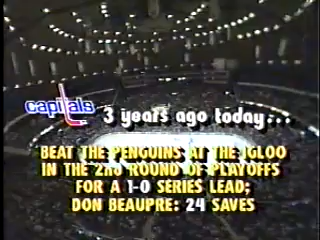 capitals
3 years ago today...
BEAT THE PENGUINS AT THE IGLOO
IN THE 2ND ROUND OF PLAYOFFS
FOR A 1-0 SERIES LEAD;
DON BEAUPRE: 24 SAVES